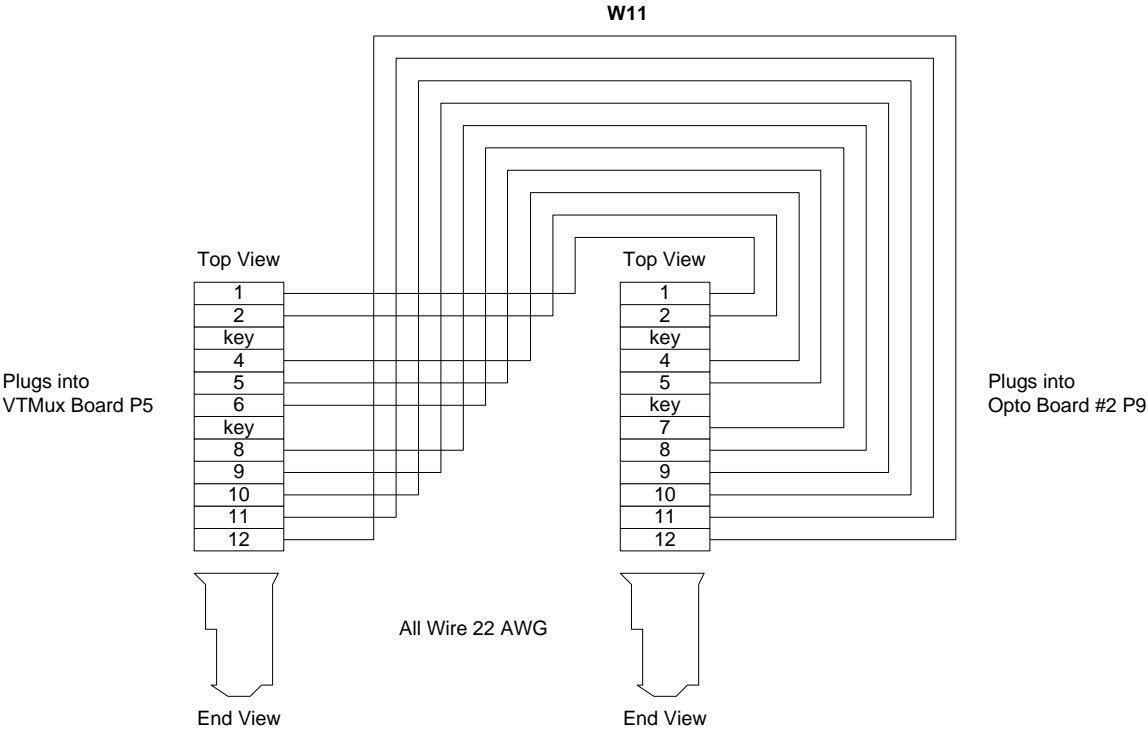 W11
Top View
1
2
key
4
5
6
key
8
9
10
11
12
Plugs into
VTMux Board P5
End View
All Wire 22 AWG
Top View
1
2
key
4
5
key
7
8
9
10
11
12
Plugs into
Opto Board #2 P9
End View